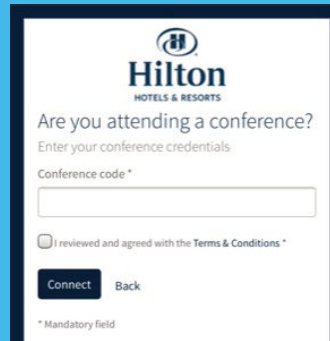 H
Hilton
HOTELS & RESORTS
Are you attending a conference?
Enter your conference credentials
Conference code *
I reviewed and agreed with the Terms & Conditions *
Connect Back
* Mandatory field